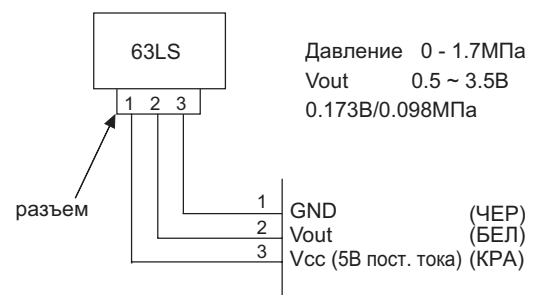 63LS
1 2 3
Давление 0 - 1.7МПа
Vout 0.5 ~ 3.5В
0.173В/0.098МПа
разъем
1 GND (ЧЕР)
2 Vout (БЕЛ)
3 Vcc (5В пост. тока) (КРА)